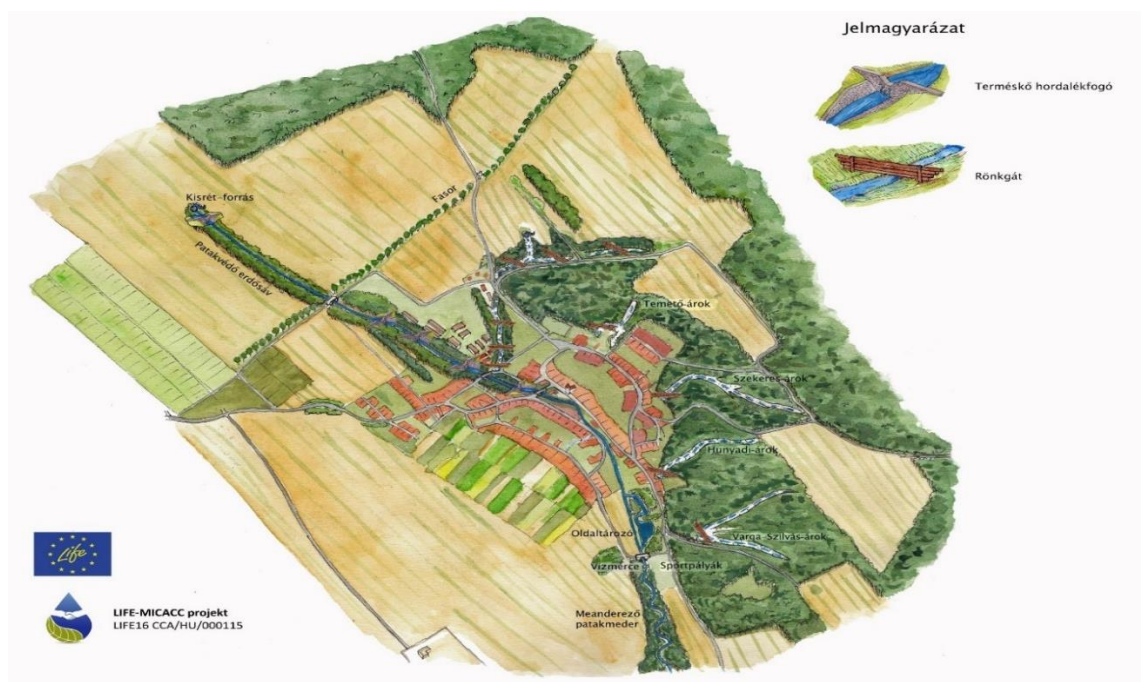 Jelmagyarázat
Terméskő hordalékfogó
Rönkgát
Kisrét-forrás
Fasor
Patakvédő erdősáv
Temető-árok
Szekeres-árok
Hunyadi-árok
Oldaltározó
Varga-Szilvás-árok
Vízmérce
Sportpályák
Meanderező
patakmeder
Life
LIFE-MICACC projekt
LIFE16 CCA/HU/000115